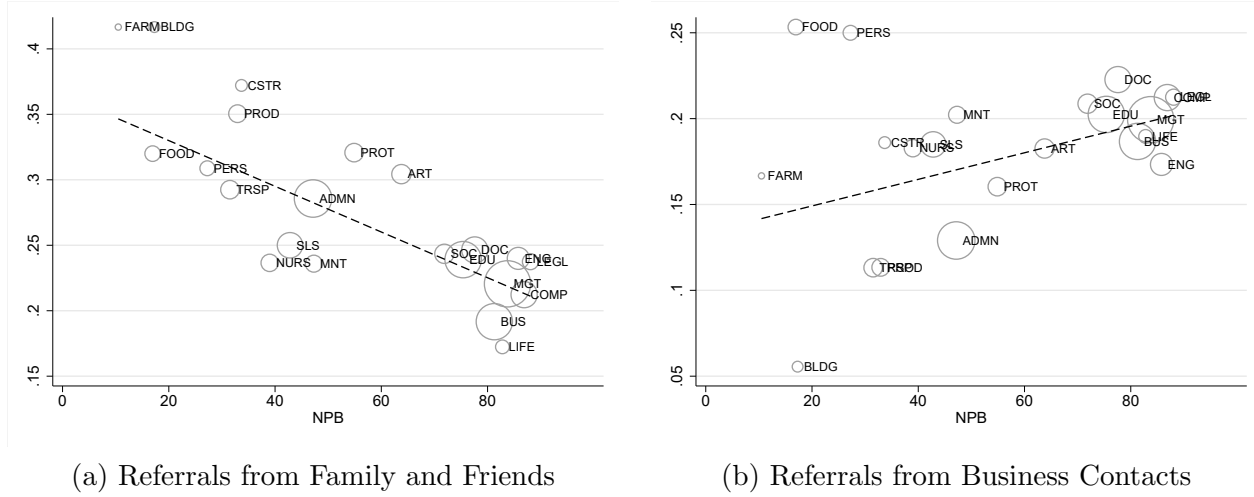 .4
.35
.3
.25
.2
.15
FARM
BLDG
CSTR
PROD
FOOD
PERS
TRSP
PROT
ART
ADMN
SLS
NURS
MNT
SOC
DOC
EDU
ENG
LEGL
MGT
COMP
BUS
LIFE
0 20 40 60 80
NPB
(a) Referrals from Family and Friends
.25
.2
.15
.1
.05
FOOD
PERS
DOC
SOC
COMP
LEGL
EDU
MGT
MNT
LIFE
BUS
CSTR
NURS
SLS
ART
ENG
FARM
PROT
ADMN
TRSP
PROD
BLDG
0 20 40 60 80
NPB
(b) Referrals from Business Contacts